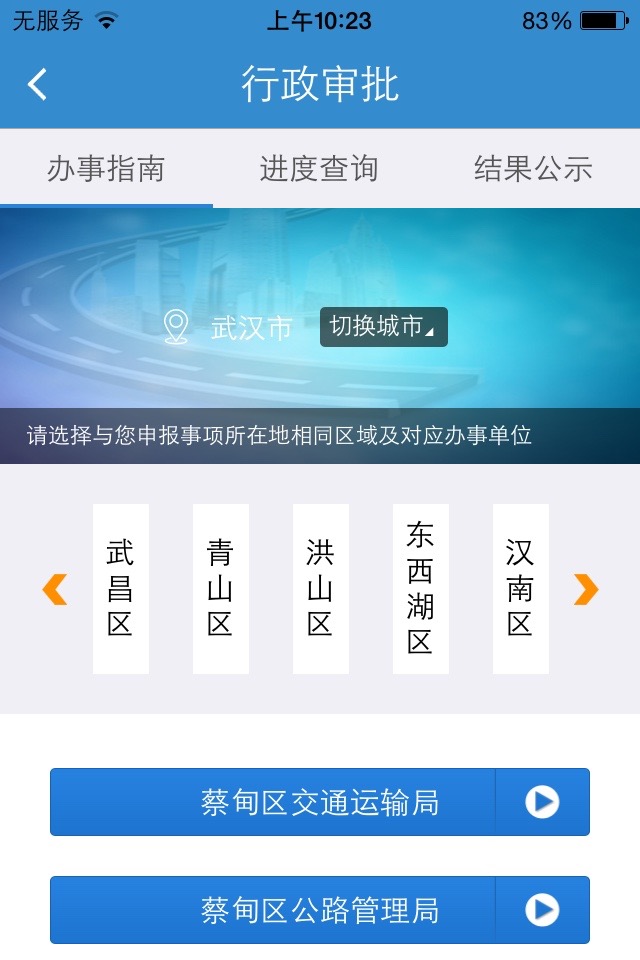 无服务 上午10:23 83%
行政审批
办事指南 进度查询 结果公示
武汉市 切换城市
请选择与您申报事项所在地相同区域及对应办事单位
武昌区
青山区
洪山区
东西湖区
汉南区
蔡甸区交通运输局
蔡甸区公路管理局